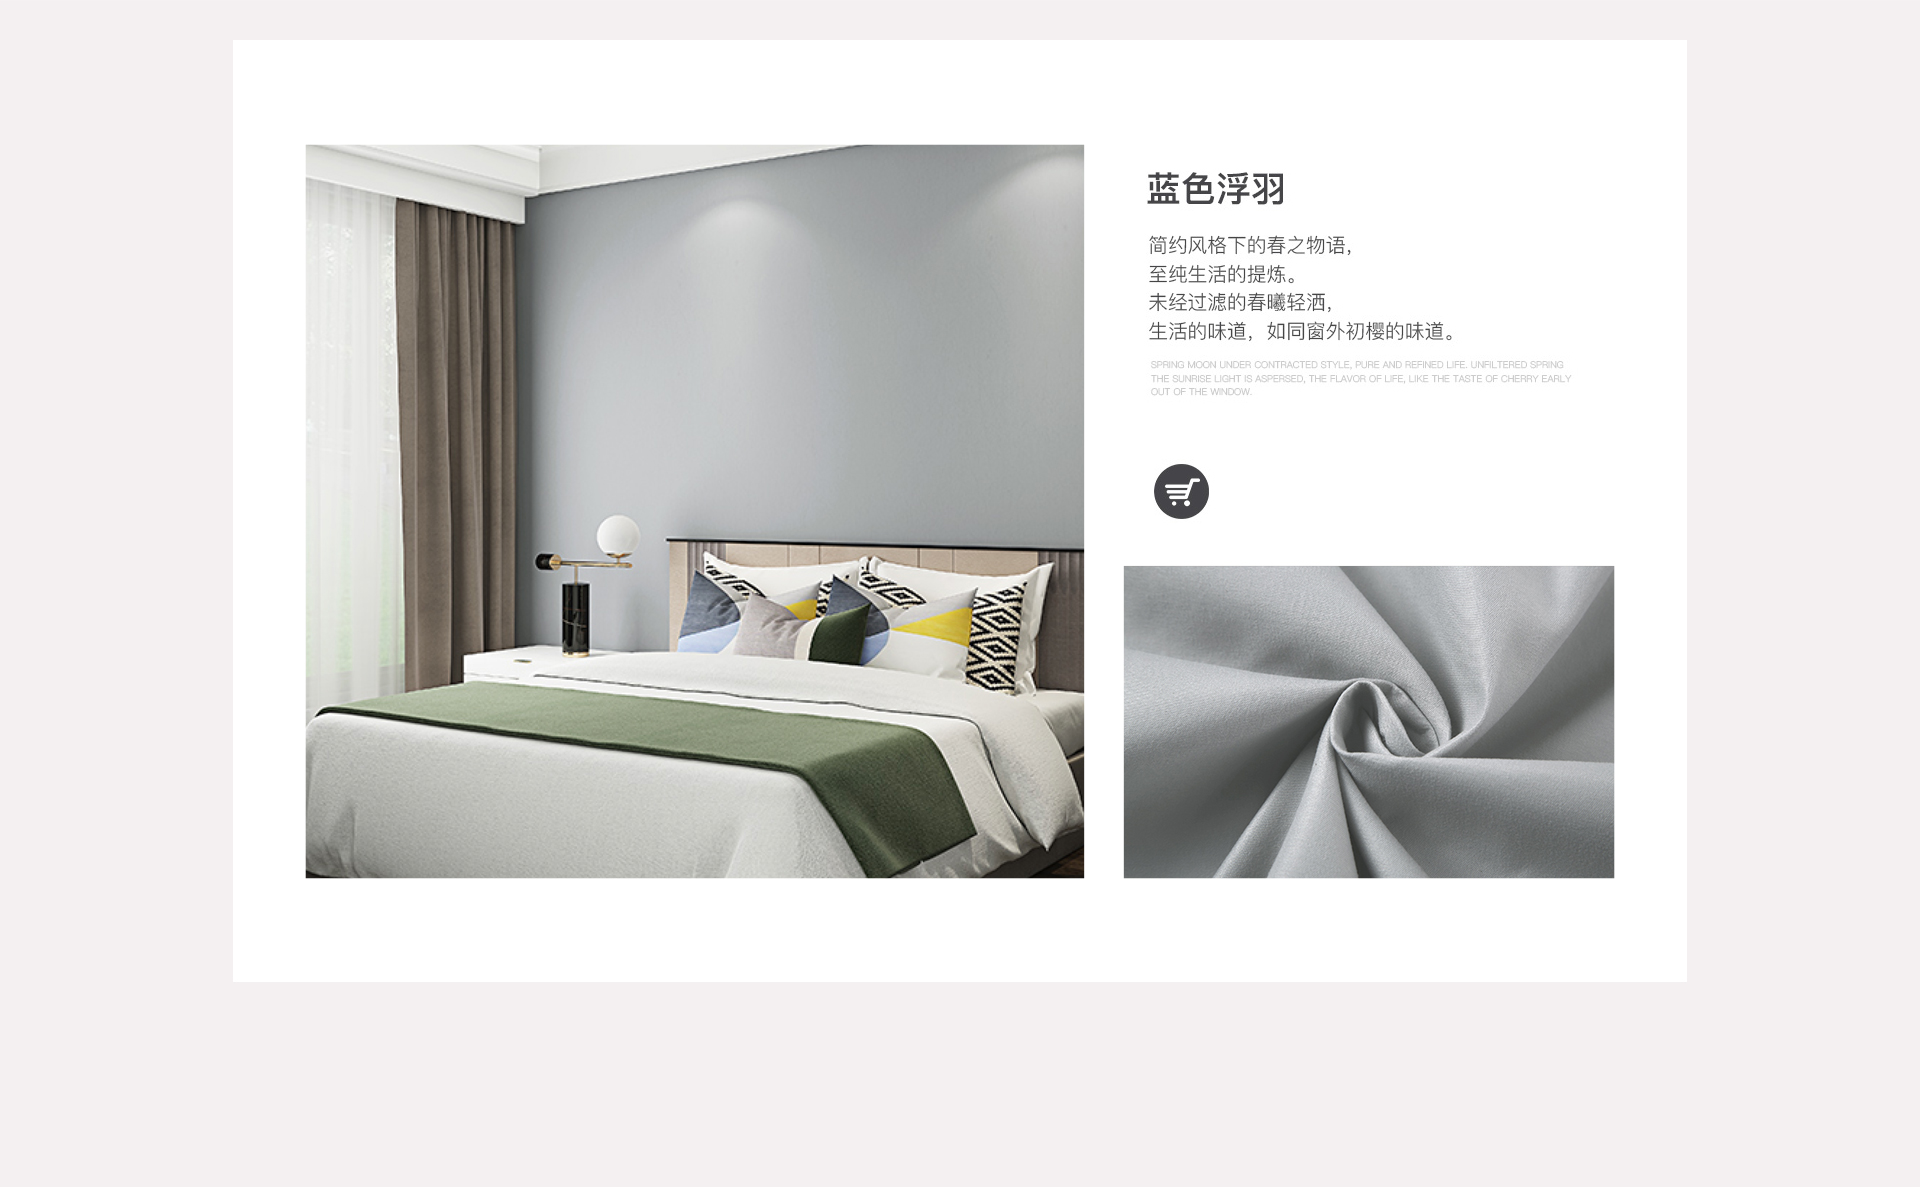 蓝色浮羽
简约风格下的春之物语，
至纯生活的提炼。
未经过滤的春曦轻洒，
生活的味道，如同窗外初樱的味道。
SPRING MOON UNDER CONTRACTED STYLE, PURE AND REFINED LIFE. UNFILTERED SPRING
THE SUNRISE LIGHT IS ASPERSED, THE FLAVOR OF LIFE, LIKE THE TASTE OF CHERRY EARLY
OUT OF THE WINDOW.